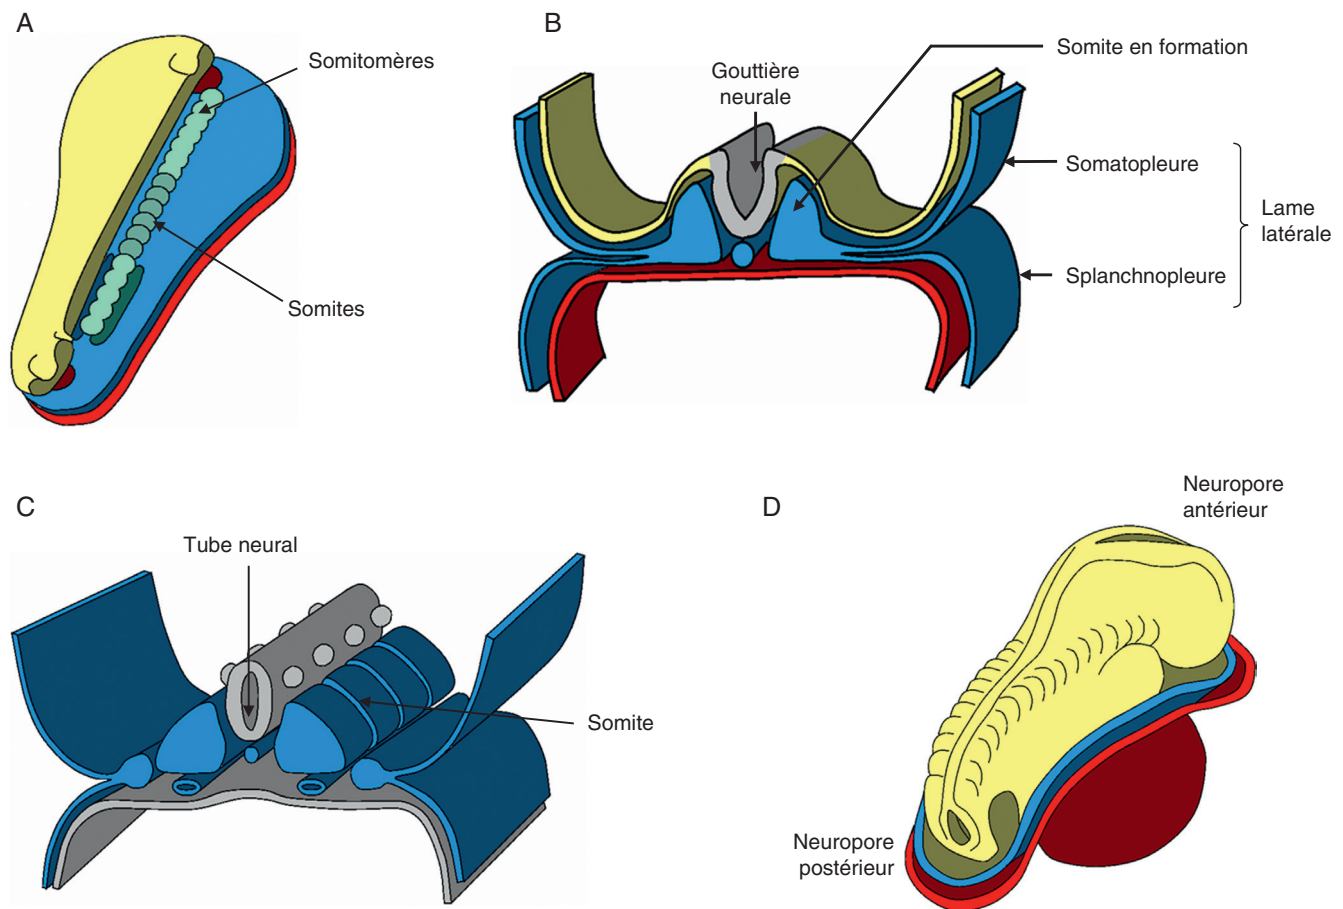 A
Somitomères
Somites
B
Gouttière
neurale
Somite en formation
Somatopleure
Splanchnopleure
Lame
latérale
C
Tube neural
Somite
D
Neuropore
antérieur
Neuropore
postérieur